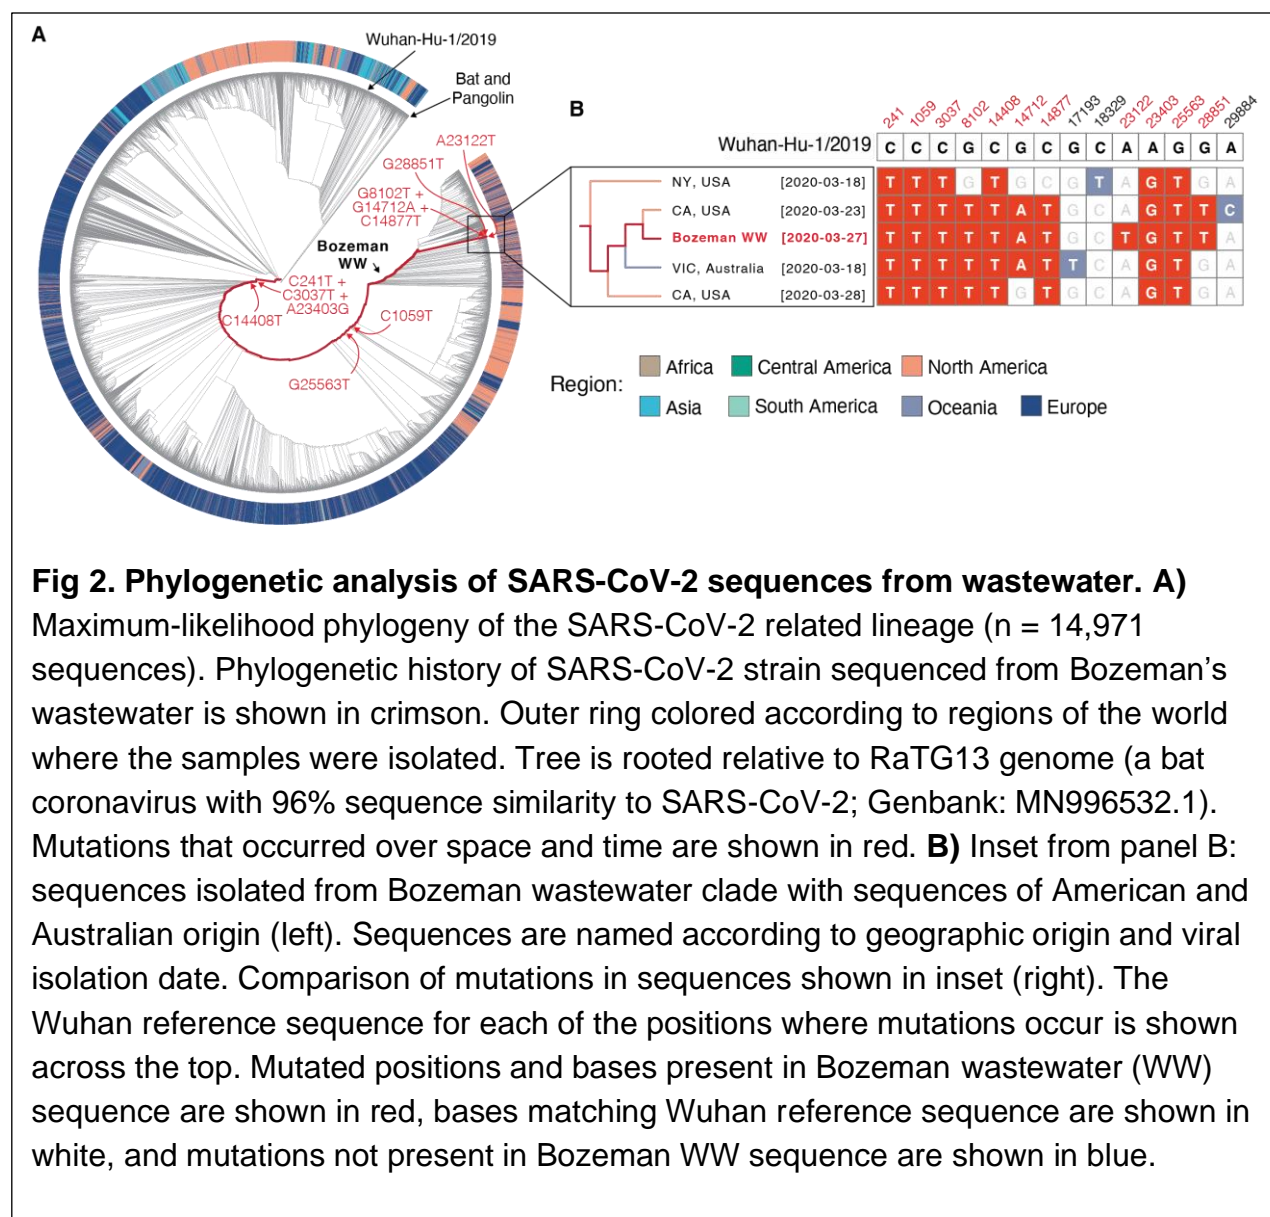 A
Wuhan-Hu-1/2019
Bat and
Pangolin
A23122T
G28851T
G8102T +
G14712A +
C14877T
Bozeman
WW
C241T +
C3037T +
A23403G
C14408T
C1059T
G25563T
B
241 1059 3037 8102 14408 14712 14877 17193 18329 23122 23403 25563 28851 29884
Wuhan-Hu-1/2019 C C C G C G C G C A A G G A
NY, USA [2020-03-18] T T T G T G C G T A G T G A
CA, USA [2020-03-23] T T T T T A T G C A G T T C
Bozeman WW [2020-03-27] T T T T T A T G C T G T T A
VIC, Australia [2020-03-18] T T T T T A T T C A G T G A
CA, USA [2020-03-28] T T T T T G T G C A G T G A
Region:
Africa Central America North America
Asia South America Oceania Europe
Fig 2. Phylogenetic analysis of SARS-CoV-2 sequences from wastewater. A)
Maximum-likelihood phylogeny of the SARS-CoV-2 related lineage (n = 14,971
sequences). Phylogenetic history of SARS-CoV-2 strain sequenced from Bozeman’s
wastewater is shown in crimson. Outer ring colored according to regions of the world
where the samples were isolated. Tree is rooted relative to RaTG13 genome (a bat
coronavirus with 96% sequence similarity to SARS-CoV-2; Genbank: MN996532.1).
Mutations that occurred over space and time are shown in red. B) Inset from panel B:
sequences isolated from Bozeman wastewater clade with sequences of American and
Australian origin (left). Sequences are named according to geographic origin and viral
isolation date. Comparison of mutations in sequences shown in inset (right). The
Wuhan reference sequence for each of the positions where mutations occur is shown
across the top. Mutated positions and bases present in Bozeman wastewater (WW)
sequence are shown in red, bases matching Wuhan reference sequence are shown in
white, and mutations not present in Bozeman WW sequence are shown in blue.